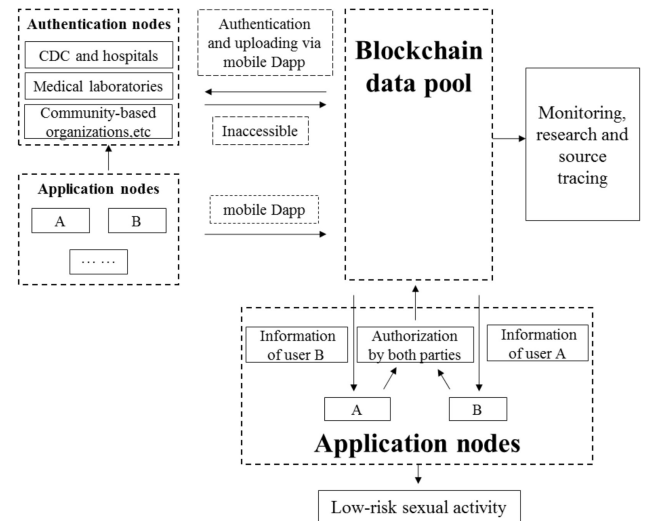 Authentication nodes
CDC and hospitals
Medical laboratories
Community-based
organizations,etc
Application nodes
A
B
… …
Authentication
and uploading via
mobile Dapp
Inaccessible
mobile Dapp
Blockchain
data pool
Monitoring,
research and
source
tracing
Information
of user B
Authorization
by both parties
Information
of user A
A
B
Application nodes
Low-risk sexual activity